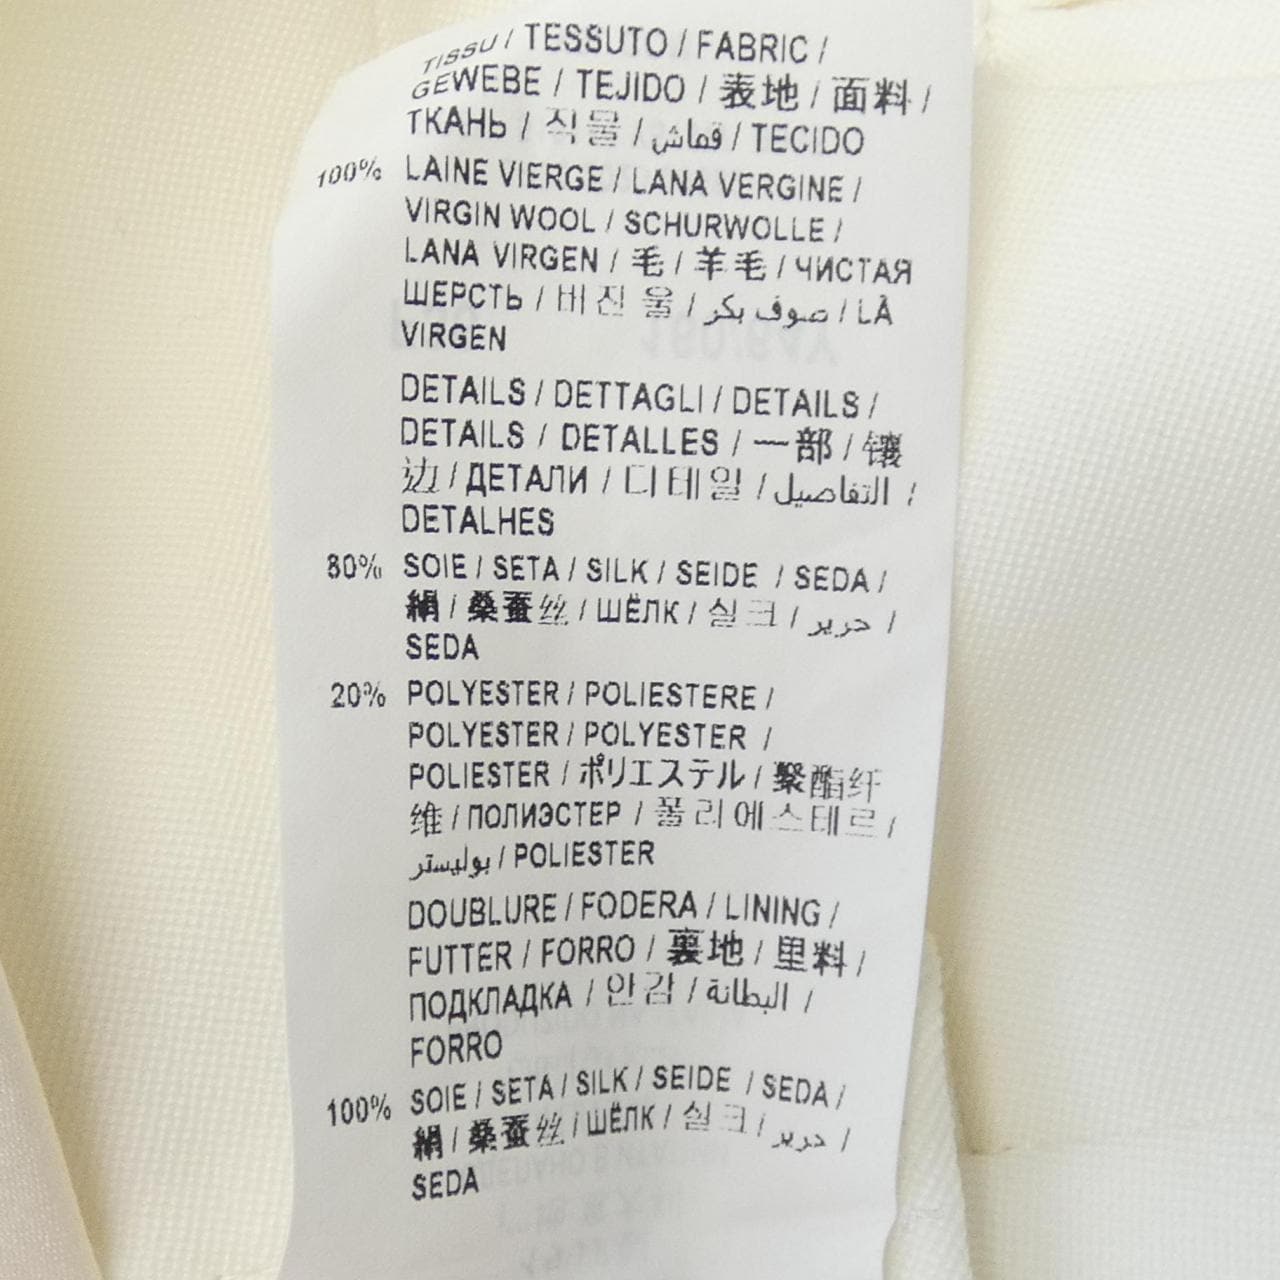 TISSU / TESSUTO / FABRIC /
GEWEBE / TEJIDO / 表地 / 面料 /
ТКАНЬ / 직물 / قماش / TECIDO
100% LAINE VIERGE / LANA VERGINE /
VIRGIN WOOL / SCHURWOLLE /
LANA VIRGEN / 毛 / 羊毛 / ЧИСТАЯ
ШЕРСТЬ / 버진 울 / صوف بكر / LÃ
VIRGEN
DETAILS / DETTAGLI / DETAILS /
DETAILS / DETALLES / 一部 / 镶
边 / ДЕТАЛИ / 디테일 / التفاصيل /
DETALHES
80% SOIE / SETA / SILK / SEIDE / SEDA /
絹 / 桑蚕丝 / ШЁЛК / 실크 / حرير /
SEDA
20% POLYESTER / POLIESTERE /
POLYESTER / POLYESTER /
POLIESTER / ポリエステル / 聚酯纤
维 / ПОЛИЭСТЕР / 폴리에스테르 /
بوليستر / POLIESTER
DOUBLURE / FODERA / LINING /
FUTTER / FORRO / 裏地 / 里料 /
ПОДКЛАДКА / 안감 / البطانة /
FORRO
100% SOIE / SETA / SILK / SEIDE / SEDA /
絹 / 桑蚕丝 / ШЁЛК / 실크 / حرير /
SEDA